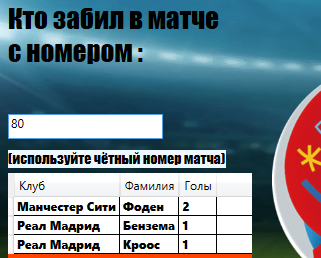 Кто забил в матче
с номером :
80
(используйте чётный номер матча)
Клуб Фамилия Голы
Манчестер Сити Фоден 2
Реал Мадрид Бензема 1
Реал Мадрид Кроос 1